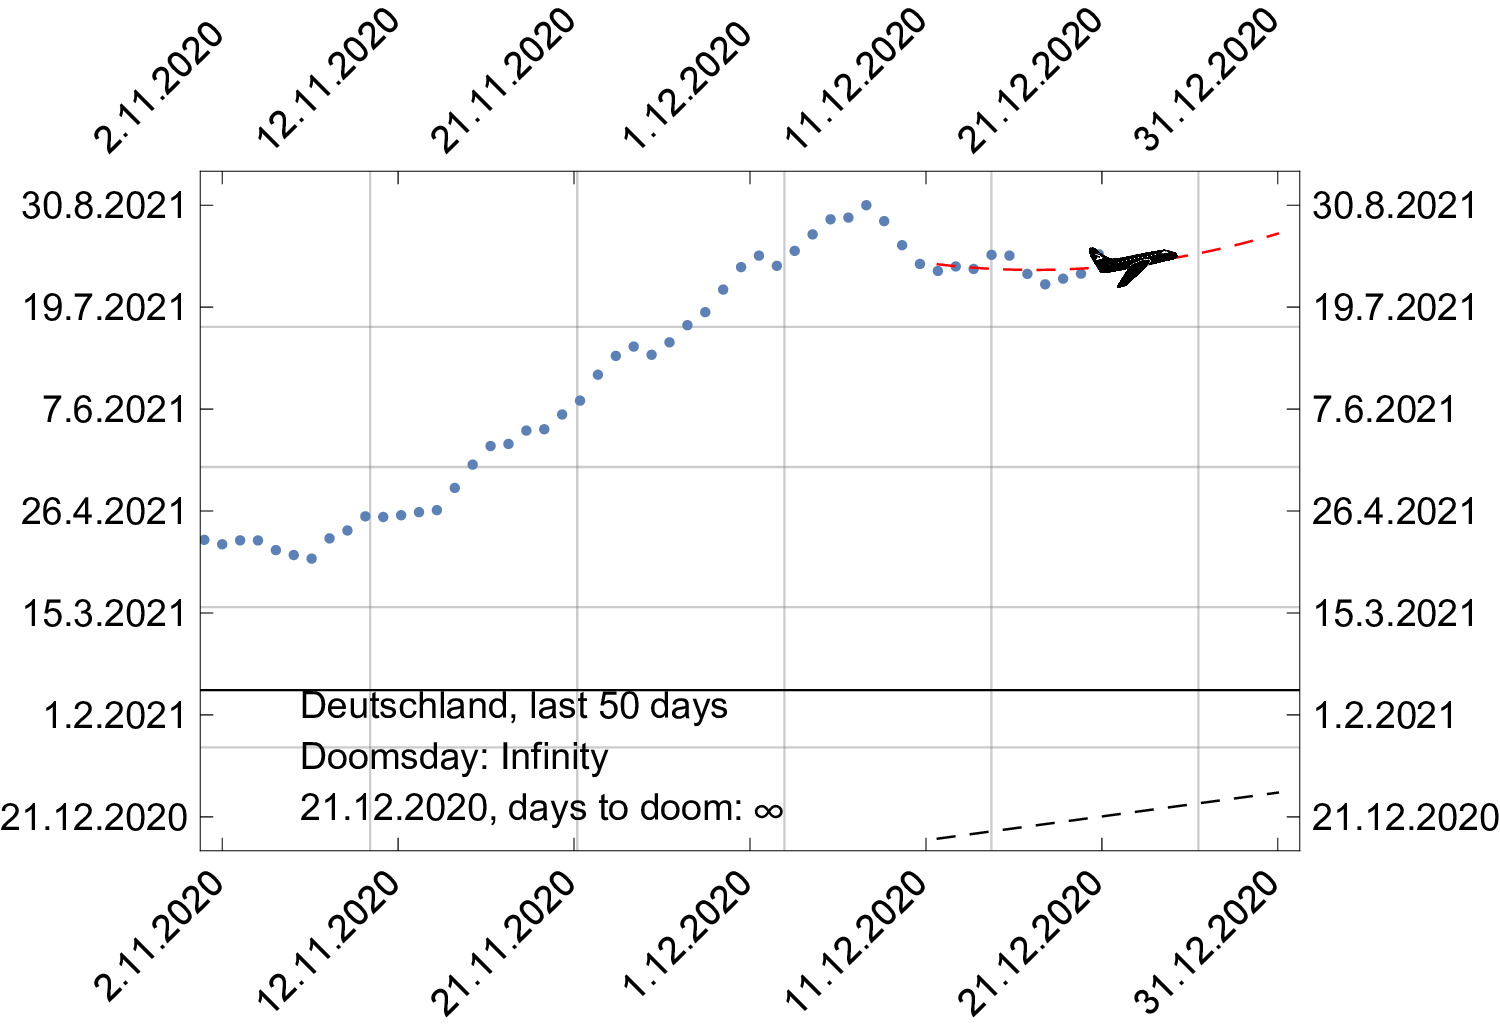 2.11.2020 12.11.2020 21.11.2020 1.12.2020 11.12.2020 21.12.2020 31.12.2020
30.8.2021 30.8.2021
19.7.2021 19.7.2021
7.6.2021 7.6.2021
26.4.2021 26.4.2021
15.3.2021 15.3.2021
Deutschland, last 50 days
1.2.2021 1.2.2021
Doomsday: Infinity
21.12.2020, days to doom: ∞
21.12.2020 21.12.2020
2.11.2020 12.11.2020 21.11.2020 1.12.2020 11.12.2020 21.12.2020 31.12.2020